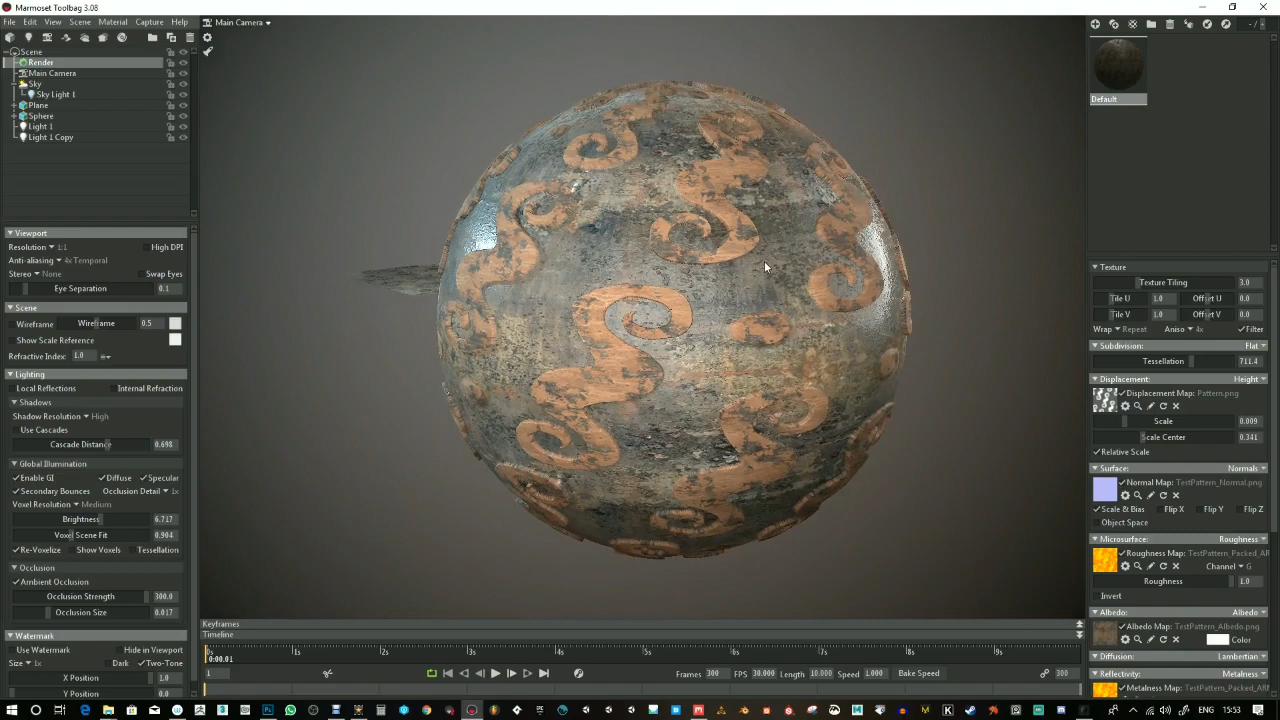 Marmoset Toolbag 3.08
File Edit View Scene Material Capture Help
Main Camera
Scene
Render
Main Camera
Sky
Sky Light 1
Plane
Sphere
Light 1
Light 1 Copy
Default
Viewport
Resolution 1:1 High DPI
Anti-aliasing 4x Temporal
Stereo None Swap Eyes
Eye Separation 0.1
Scene
Wireframe Wireframe 0.5
Show Scale Reference
Refractive Index: 1.0
Lighting
Local Reflections Internal Refraction
Shadows
Shadow Resolution High
Use Cascades
Cascade Distanc 0.698
Global Illumination
Enable GI Diffuse Specular
Secondary Bounces Occlusion Detail 1x
Voxel Resolution Medium
Brightness 6.717
Voxel Scene Fit 0.904
Re-Voxelize Show Voxels Tessellation
Occlusion
Ambient Occlusion
Occlusion Strength 300.0
Occlusion Size 0.017
Watermark
Use Watermark Hide in Viewport
Size 1x Dark Two-Tone
X Position 1.0
Y Position 0.0
Texture
Texture Tiling 3.0
Tile U 1.0 Offset U 0.0
Tile V 1.0 Offset V 0.0
Wrap Repeat Aniso 4x Filter
Subdivision: Flat
Tessellation 711.4
Displacement: Height
Displacement Map: Pattern.png
Scale 0.009
Scale Center 0.341
Relative Scale
Surface: Normals
Normal Map: TestPattern_Normal.png
Scale & Bias Flip X Flip Y Flip Z
Object Space
Microsurface: Roughness
Roughness Map: TestPattern_Packed_AR
Channel G
Roughness 1.0
Invert
Albedo: Albedo
Albedo Map: TestPattern_Albedo.png
Color
Diffusion: Lambertian
Reflectivity: Metalness
Metalness Map: TestPattern_Packed_AR
Keyframes
Timeline
0s 1s 2s 3s 4s 5s 6s 7s 8s 9s
0:00.01
1 Frames 300 FPS 30.000 Length 10.000 Speed 1.000 Bake Speed 300
ENG 15:53